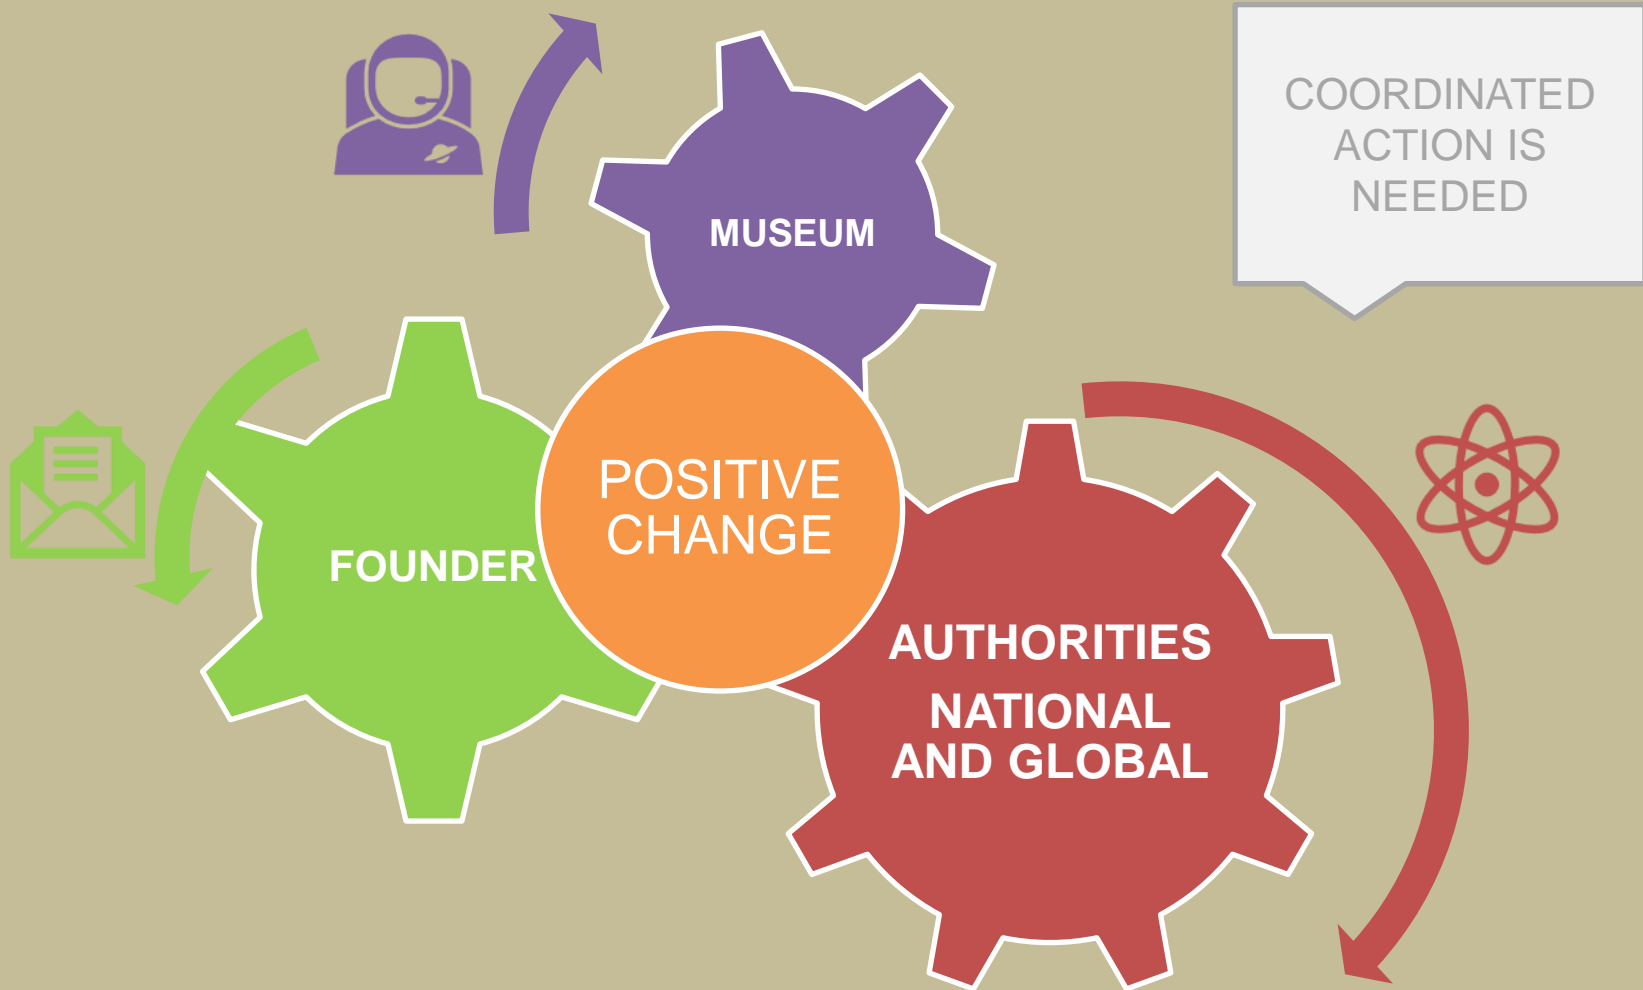 COORDINATED
ACTION IS
NEEDED
MUSEUM
POSITIVE
CHANGE
FOUNDER
AUTHORITIES
NATIONAL
AND GLOBAL